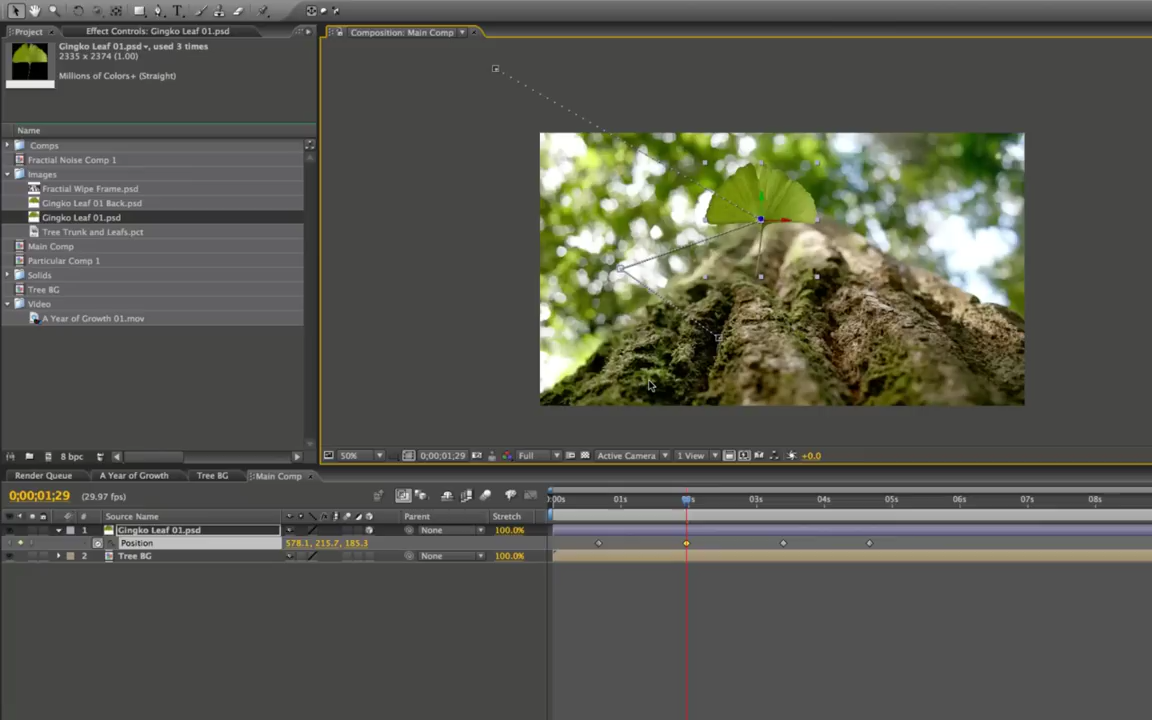 Project
Effect Controls: Gingko Leaf 01.psd
Composition: Main Comp
Gingko Leaf 01.psd, used 3 times
2335 x 2374 (1.00)
Millions of Colors+ (Straight)
Name
Comps
Fractal Noise Comp 1
Images
Fractial Wipe Frame.psd
Gingko Leaf 01 Back.psd
Gingko Leaf 01.psd
Tree Trunk and Leafs.pct
Main Comp
Particular Comp 1
Solids
Tree BG
Video
A Year of Growth 01.mov
8 bpc
50%
0;00;01;29
Full
Active Camera
1 View
+0.0
Render Queue
A Year of Growth
Tree BG
Main Comp
0;00;01;29
(29.97 fps)
:00s
01s
03s
04s
05s
06s
07s
08s
#
Source Name
Parent
Stretch
1
Gingko Leaf 01.psd
None
100.0%
Position
578.1, 215.7, 185.3
2
Tree BG
None
100.0%